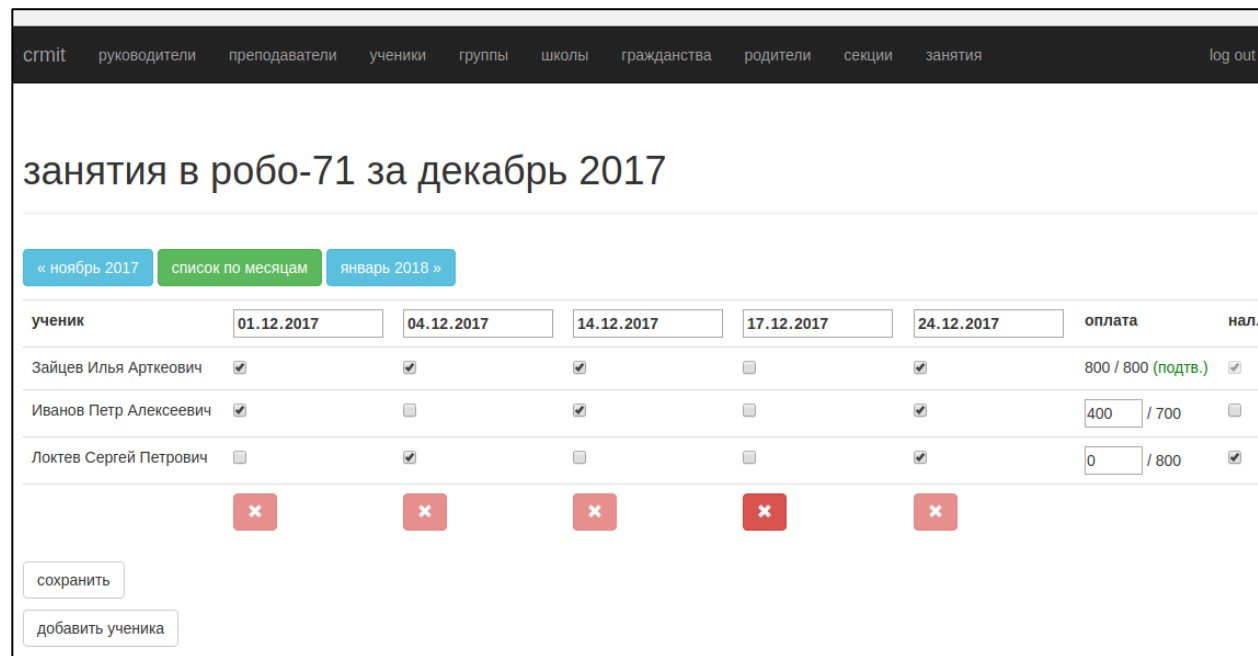 crmit руководители преподаватели ученики группы школы гражданства родители секции занятия log out
занятия в робо-71 за декабрь 2017
« ноябрь 2017 список по месяцам январь 2018 »
ученик 01.12.2017 04.12.2017 14.12.2017 17.12.2017 24.12.2017 оплата нал.
Зайцев Илья Арткеович 800 / 800 (подтв.)
Иванов Петр Алексеевич 400 / 700
Локтев Сергей Петрович 0 / 800
сохранить
добавить ученика